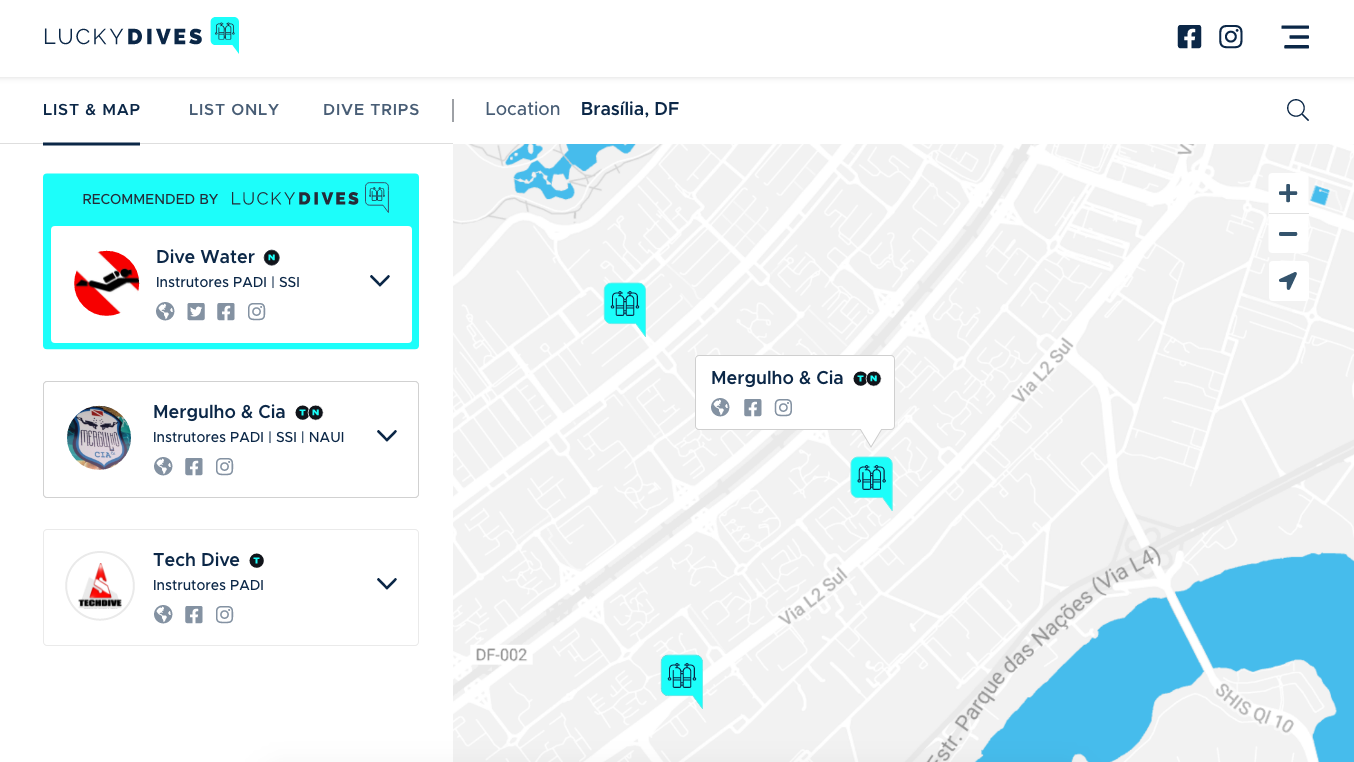 LUCKYDIVES
LIST & MAP
LIST ONLY
DIVE TRIPS
Location Brasília, DF
RECOMMENDED BY LUCKYDIVES
Dive Water N
Instrutores PADI | SSI
Mergulho & Cia T N
Instrutores PADI | SSI | NAUI
MERGULHO
CIA
Tech Dive T
Instrutores PADI
TECHDIVE
Mergulho & Cia T N
Via L2 Sul
Via L2 Sul
Estr. Parque das Nações (Via L4)
DF-002
SHIS QI 10